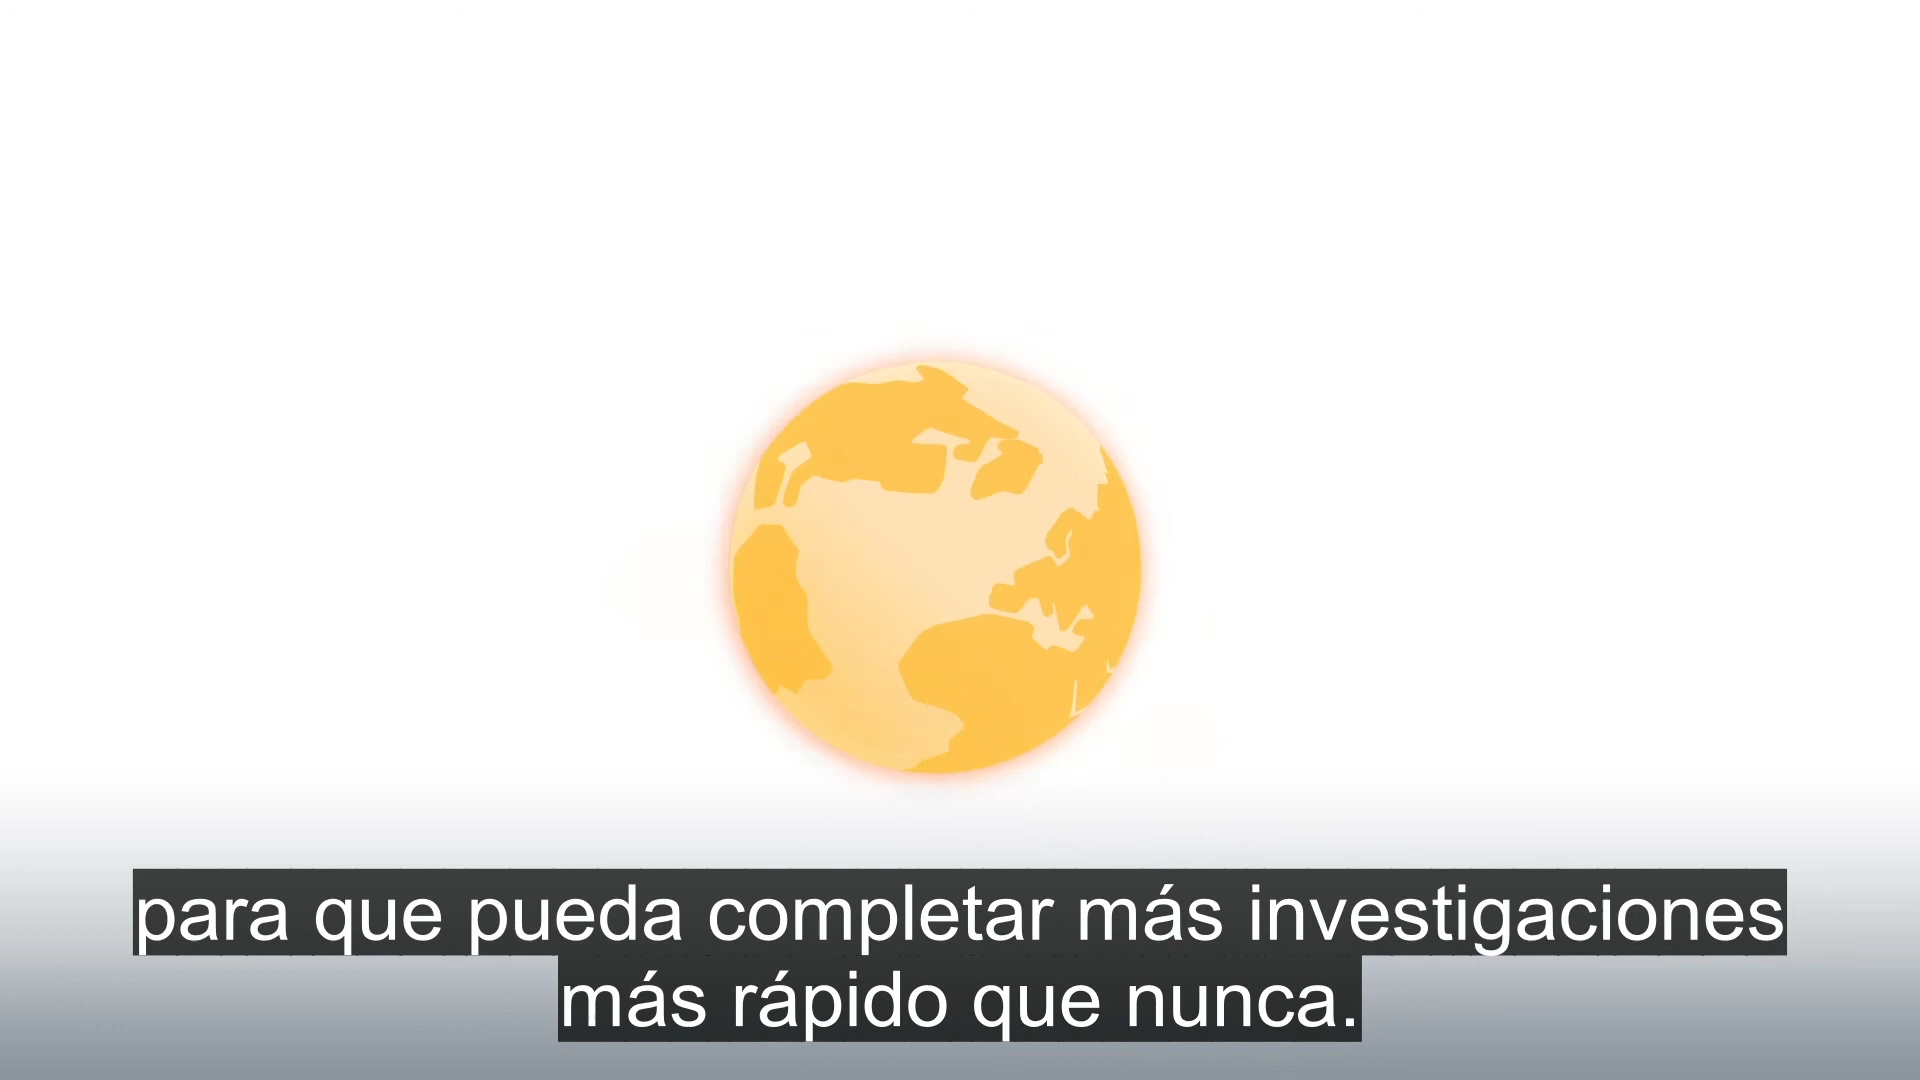 para que pueda completar más investigaciones
más rápido que nunca.